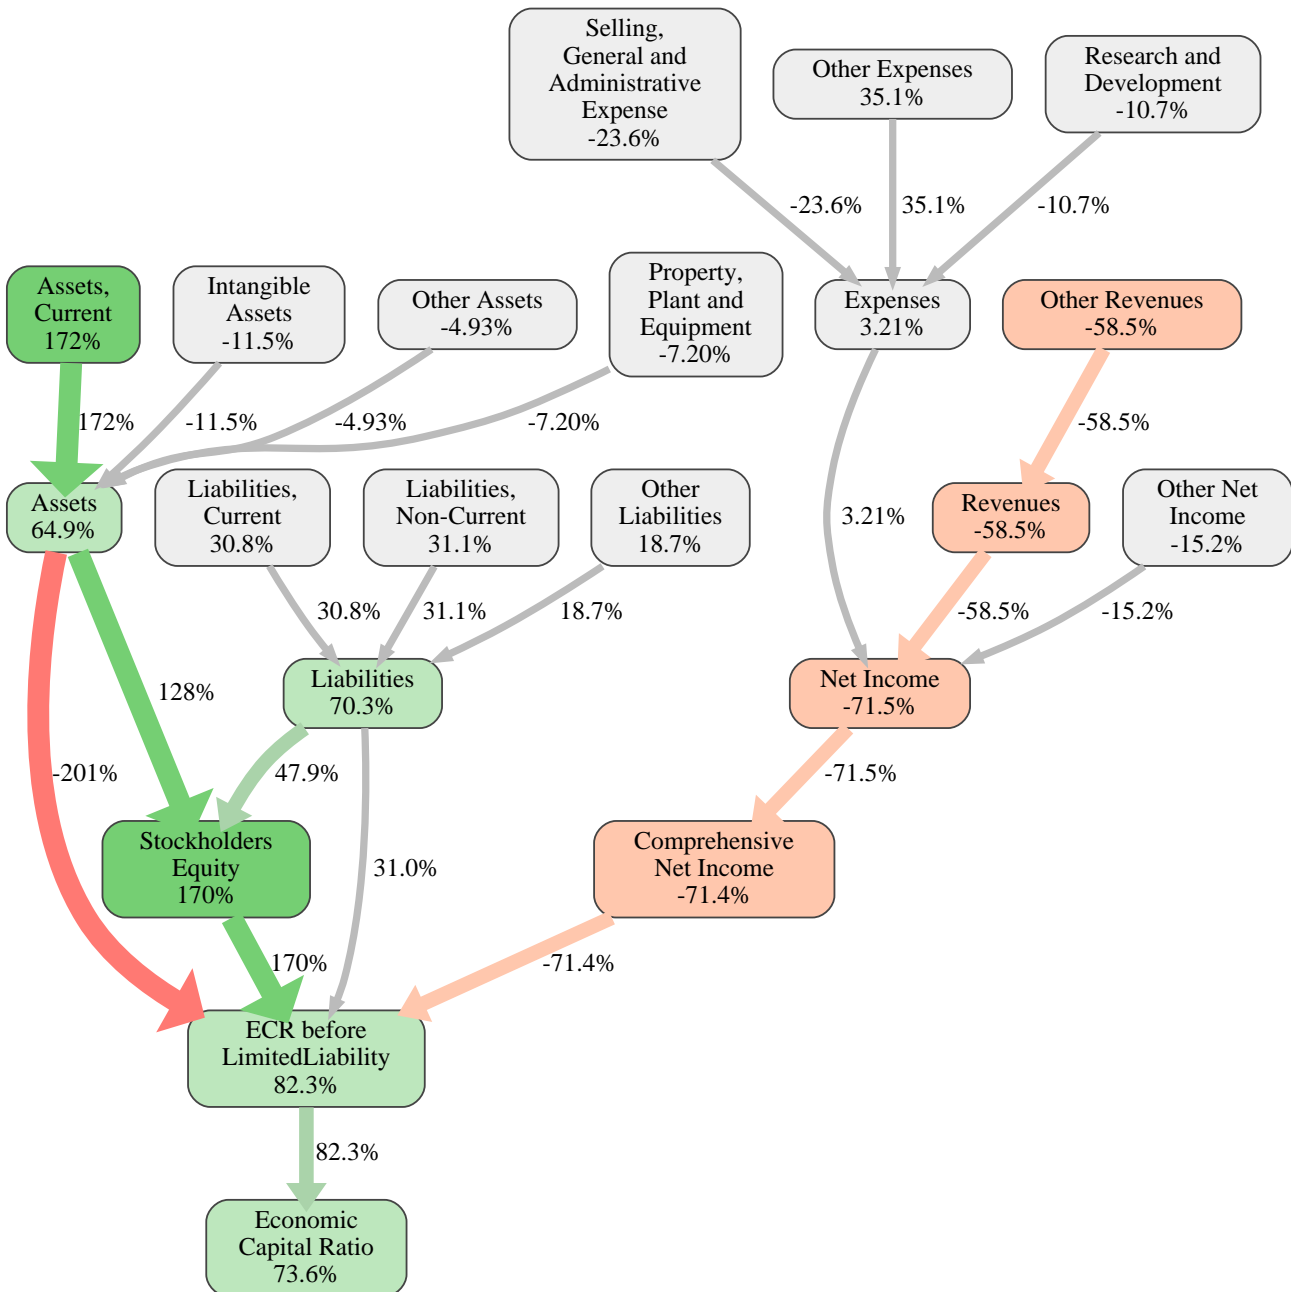 Selling,
General and
Administrative
Expense
-23.6%
Other Expenses
35.1%
Research and
Development
-10.7%
-23.6%
35.1%
-10.7%
Assets,
Current
172%
Intangible
Assets
-11.5%
Other Assets
-4.93%
Property,
Plant and
Equipment
-7.20%
Expenses
3.21%
Other Revenues
-58.5%
172%
-11.5%
-4.93%
-7.20%
-58.5%
Assets
64.9%
Liabilities,
Current
30.8%
Liabilities,
Non-Current
31.1%
Other
Liabilities
18.7%
3.21%
Revenues
-58.5%
Other Net
Income
-15.2%
30.8%
31.1%
18.7%
-58.5%
-15.2%
128%
Liabilities
70.3%
Net Income
-71.5%
-201%
47.9%
-71.5%
Stockholders
Equity
170%
31.0%
Comprehensive
Net Income
-71.4%
170%
-71.4%
ECR before
LimitedLiability
82.3%
82.3%
Economic
Capital Ratio
73.6%